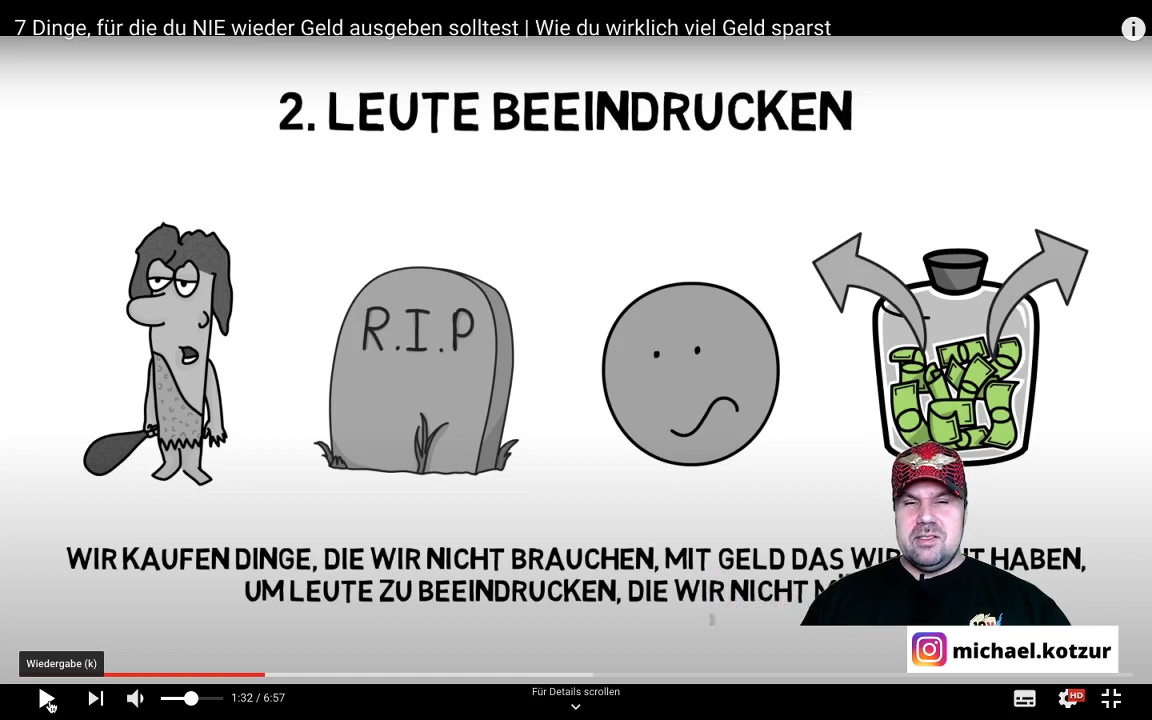 7 Dinge, für die du NIE wieder Geld ausgeben solltest | Wie du wirklich viel Geld sparst
2. LEUTE BEEINDRUCKEN
R.I.P
WIR KAUFEN DINGE, DIE WIR NICHT BRAUCHEN, MIT GELD DAS HABEN,
UM LEUTE ZU BEEINDRUCKEN, DIE WIR NICHT
michael.kotzur
Wiedergabe (k)
1:32 / 6:57
Für Details scrollen
HD